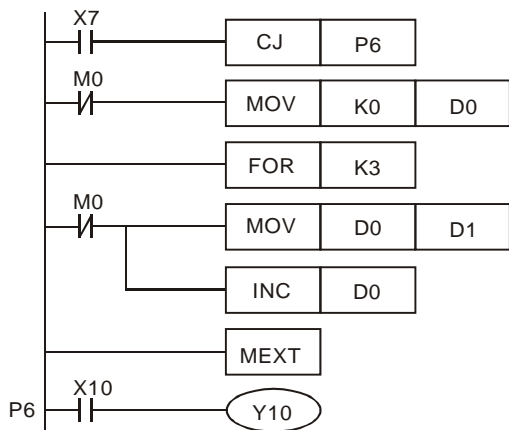 X7
CJ P6
M0
MOV K0 D0
FOR K3
M0
MOV D0 D1
INC D0
MEXT
X10
P6 Y10